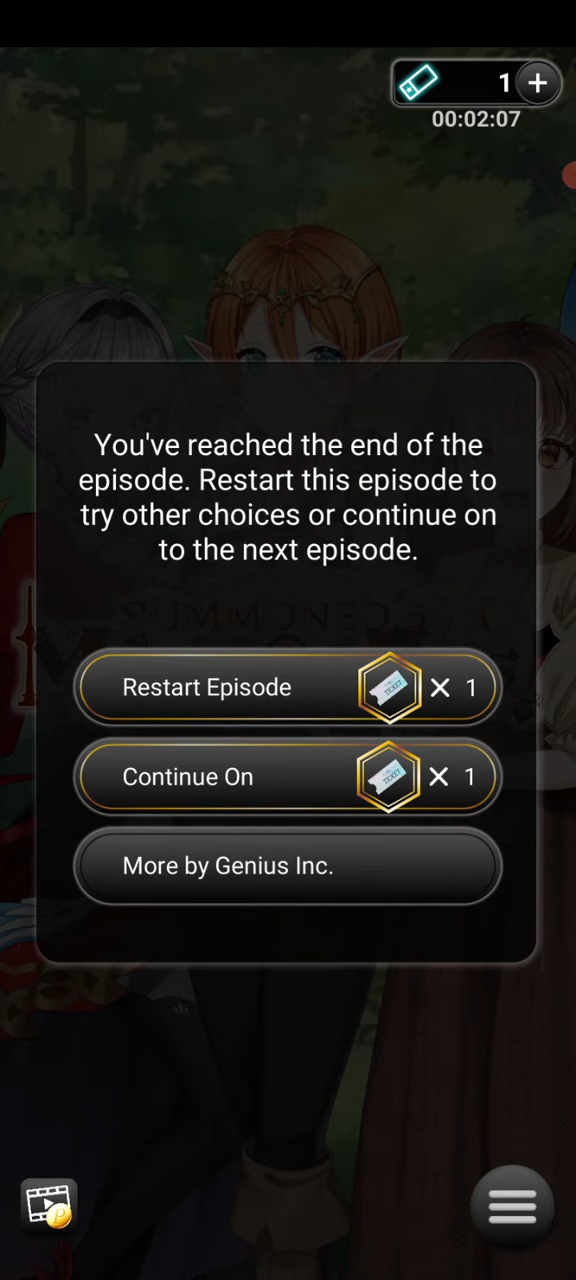 1 +
00:02:07
You've reached the end of the
episode. Restart this episode to
try other choices or continue on
to the next episode.
SUMMONED
Restart Episode TICKET × 1
Continue On TICKET × 1
More by Genius Inc.
P